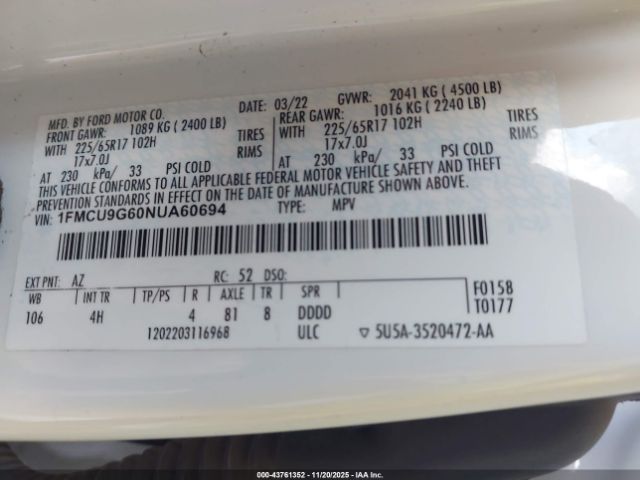 MFD. BY FORD MOTOR CO. DATE: 03/22 GVWR: 2041 KG ( 4500 LB)
FRONT GAWR: 1089 KG ( 2400 LB) REAR GAWR: 1016 KG ( 2240 LB)
WITH 225/65R17 102H TIRES WITH 225/65R17 102H TIRES
17x7.0J RIMS 17x7.0J RIMS
AT 230 kPa/ 33 PSI COLD AT 230 kPa/ 33 PSI COLD
THIS VEHICLE CONFORMS TO ALL APPLICABLE FEDERAL MOTOR VEHICLE SAFETY AND THEFT
PREVENTION STANDARDS IN EFFECT ON THE DATE OF MANUFACTURE SHOWN ABOVE.
VIN: 1FMCU9G60NUA60694 TYPE: MPV
EXT PNT: AZ RC: 52 DSO: F0158
WB INT TR TP/PS R AXLE TR SPR T0177
106 4H 4 81 8 DDDD
1202203116968 ULC ▽ 5U5A-3520472-AA
000-43761352 - 11/20/2025 - IAA Inc.